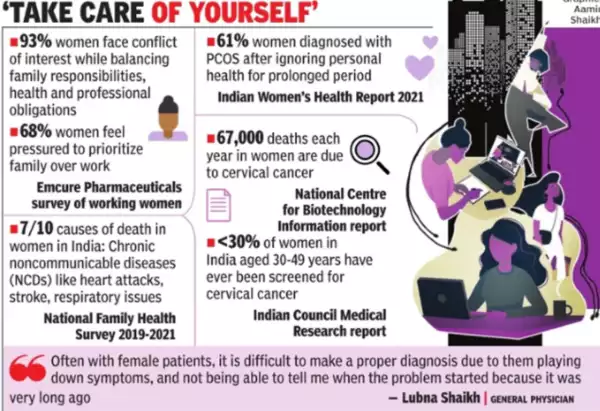 'TAKE CARE OF YOURSELF'
Graphic:
Aamir
Shaikh
■93% women face conflict
of interest while balancing
family responsibilities,
health and professional
obligations
■68% women feel
pressured to prioritize
family over work
Emcure Pharmaceuticals
survey of working women
■7/10 causes of death in
women in India: Chronic
noncommunicable diseases
(NCDs) like heart attacks,
stroke, respiratory issues
National Family Health
Survey 2019-2021
■61% women diagnosed with
PCOS after ignoring personal
health for prolonged period
Indian Women's Health Report 2021
■67,000 deaths each
year in women are due
to cervical cancer
National Centre
for Biotechnology
Information report
■<30% of women in
India aged 30-49 years have
ever been screened for
cervical cancer
Indian Council Medical
Research report
Often with female patients, it is difficult to make a proper diagnosis due to them playing
down symptoms, and not being able to tell me when the problem started because it was
very long ago
— Lubna Shaikh | GENERAL PHYSICIAN